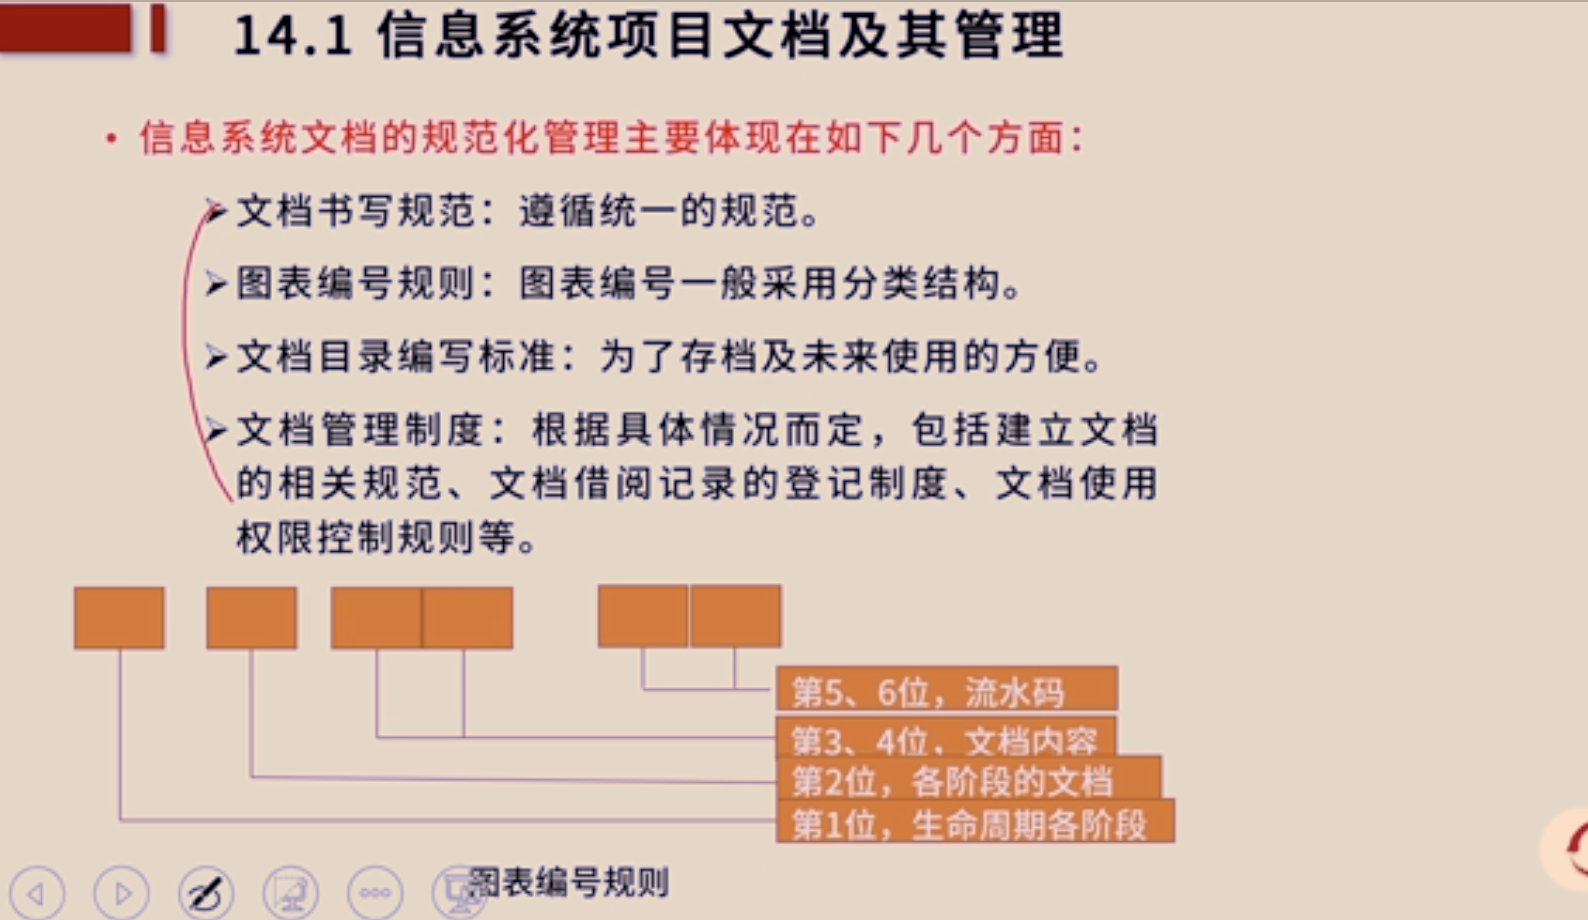 14.1 信息系统项目文档及其管理
• 信息系统文档的规范化管理主要体现在如下几个方面：
➢文档书写规范：遵循统一的规范。
➢图表编号规则：图表编号一般采用分类结构。
➢文档目录编写标准：为了存档及未来使用的方便。
➢文档管理制度：根据具体情况而定，包括建立文档
的相关规范、文档借阅记录的登记制度、文档使用
权限控制规则等。
第5、6位，流水码
第3、4位，文档内容
第2位，各阶段的文档
第1位，生命周期各阶段
图表编号规则